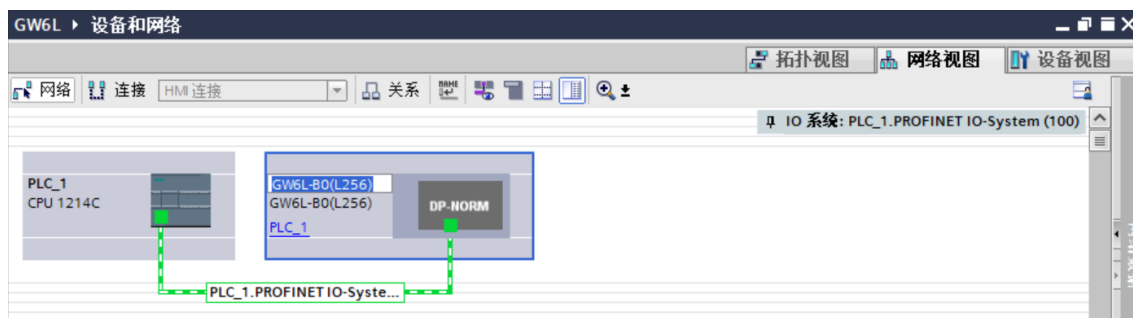 GW6L ▸ 设备和网络
拓扑视图 网络视图 设备视图
网络 连接 HMI 连接 关系
IO 系统: PLC_1.PROFINET IO-System (100)
PLC_1
CPU 1214C
GW6L-B0(L256)
GW6L-B0(L256)
PLC_1
DP-NORM
PLC_1.PROFINET IO-Syste...